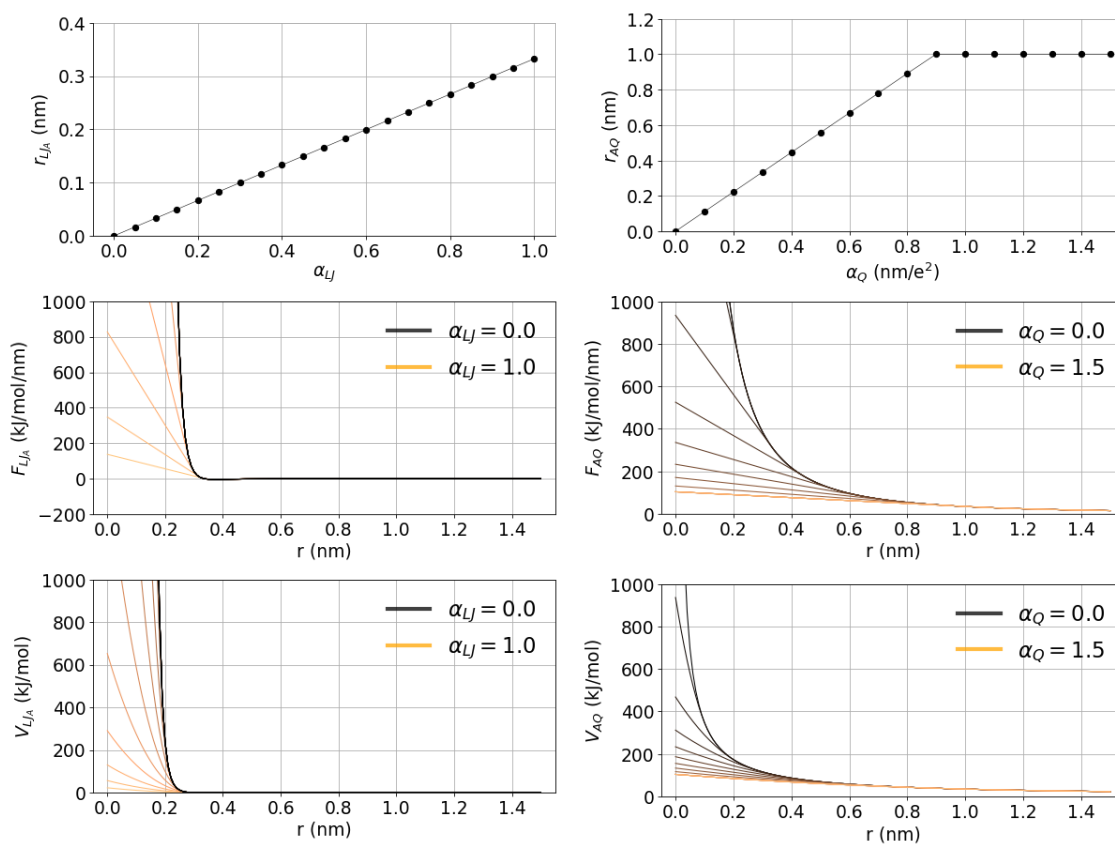 0.4
0.3
0.2
0.1
0.0
r_{LJ_A} (nm)
0.0 0.2 0.4 0.6 0.8 1.0
α_{LJ}
1.2
1.0
0.8
0.6
0.4
0.2
0.0
r_{AQ} (nm)
0.0 0.2 0.4 0.6 0.8 1.0 1.2 1.4
α_Q (nm/e²)
1000
800
600
400
200
0
−200
F_{LJ_A} (kJ/mol/nm)
α_{LJ} = 0.0
α_{LJ} = 1.0
0.0 0.2 0.4 0.6 0.8 1.0 1.2 1.4
r (nm)
1000
800
600
400
200
0
F_{AQ} (kJ/mol/nm)
α_Q = 0.0
α_Q = 1.5
0.0 0.2 0.4 0.6 0.8 1.0 1.2 1.4
r (nm)
1000
800
600
400
200
0
V_{LJ_A} (kJ/mol)
α_{LJ} = 0.0
α_{LJ} = 1.0
0.0 0.2 0.4 0.6 0.8 1.0 1.2 1.4
r (nm)
1000
800
600
400
200
0
V_{AQ} (kJ/mol)
α_Q = 0.0
α_Q = 1.5
0.0 0.2 0.4 0.6 0.8 1.0 1.2 1.4
r (nm)